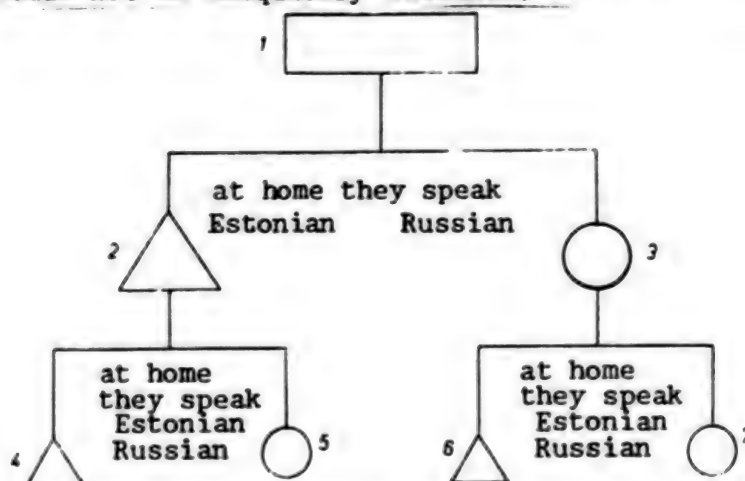 1
at home they speak
Estonian Russian
2
3
at home
they speak
Estonian
Russian
4
5
at home
they speak
Estonian
Russian
6